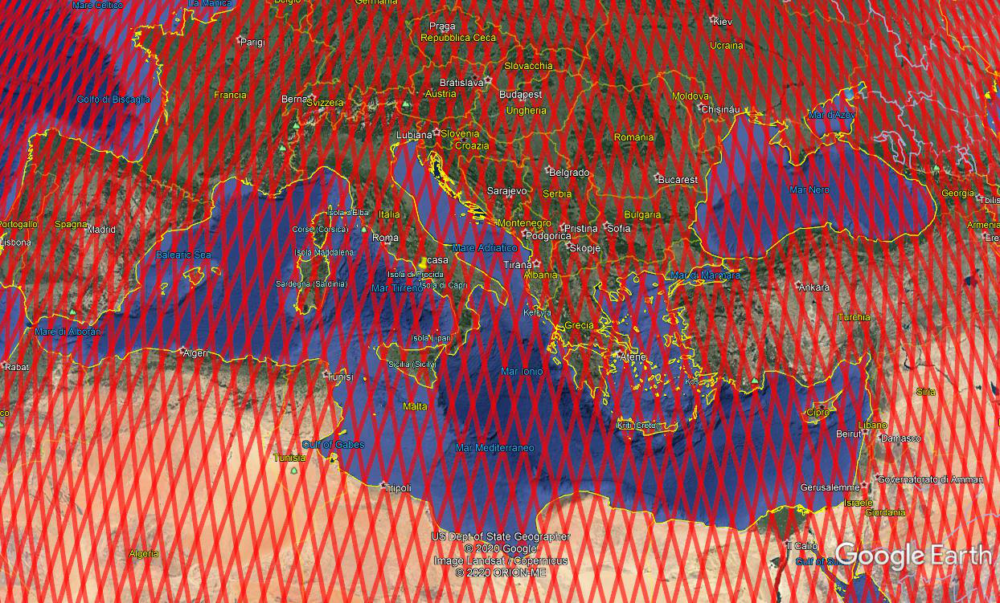 Mare Celtico
La Manica
Belgio
Germania
Praga
Repubblica Ceca
Kiev
Ucraina
Parigi
Slovacchia
Bratislava
Austria
Budapest
Ungheria
Moldova
Chişinău
Golfo di Biscaglia
Francia
Berna
Svizzera
Mar d'Azov
Lubiana
Slovenia
Croazia
Romania
Belgrado
Bucarest
Sarajevo
Serbia
Mar Nero
Georgia
Tbilis
Portogallo
Spagna
Madrid
Lisbona
Isola d'Elba
Italia
Corse (Corsica)
Roma
Montenegro
Podgorica
Pristina
Sofia
Bulgaria
Skopje
Armenia
Ere
Balearic Sea
Isola Maddalena
Mare Adriatico
casa
Tirana
Albania
Isola di Procida
Isola di Capri
Sardegna (Sardinia)
Mar Tirreno
Mar di Marmara
Ankara
Kerkyra
Turchia
Grecia
Mare di Alborán
Isola Lipari
Algeri
Atene
Rabat
Sicilia (Sicily)
Tunisi
Mar Ionio
Kos
Siria
Malta
Cipro
co
Kriti (Crete)
Libano
Beirut
Damasco
Gulf of Gabes
Tunisia
Mar Mediterraneo
Governatorato di Amman
Tripoli
Gerusalemme
Israele
Giordania
US Dept of State Geographer
© 2020 Google
Image Landsat / Copernicus
© 2020 ORION-ME
Algeria
Il Cairo
Gulf of
Google Earth